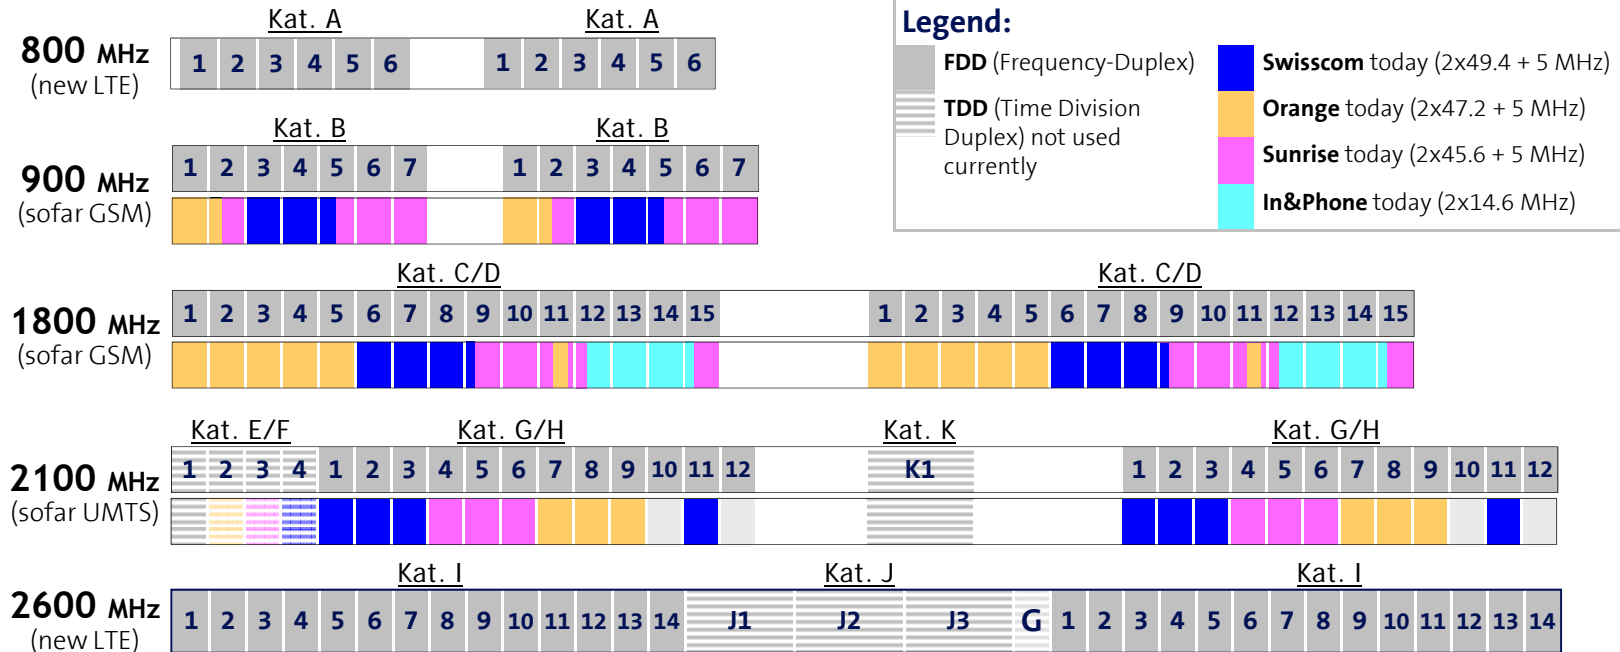 Kat. A Kat. A
800 MHz
(new LTE)
1 2 3 4 5 6 1 2 3 4 5 6
Legend:
FDD (Frequency-Duplex)
TDD (Time Division
Duplex) not used
currently
Swisscom today (2x49.4 + 5 MHz)
Orange today (2x47.2 + 5 MHz)
Sunrise today (2x45.6 + 5 MHz)
In&Phone today (2x14.6 MHz)
Kat. B Kat. B
900 MHz
(sofar GSM)
1 2 3 4 5 6 7 1 2 3 4 5 6 7
Kat. C/D Kat. C/D
1800 MHz
(sofar GSM)
1 2 3 4 5 6 7 8 9 10 11 12 13 14 15 1 2 3 4 5 6 7 8 9 10 11 12 13 14 15
Kat. E/F Kat. G/H Kat. K Kat. G/H
2100 MHz
(sofar UMTS)
1 2 3 4 1 2 3 4 5 6 7 8 9 10 11 12 K1 1 2 3 4 5 6 7 8 9 10 11 12
Kat. I Kat. J Kat. I
2600 MHz
(new LTE)
1 2 3 4 5 6 7 8 9 10 11 12 13 14 J1 J2 J3 G 1 2 3 4 5 6 7 8 9 10 11 12 13 14